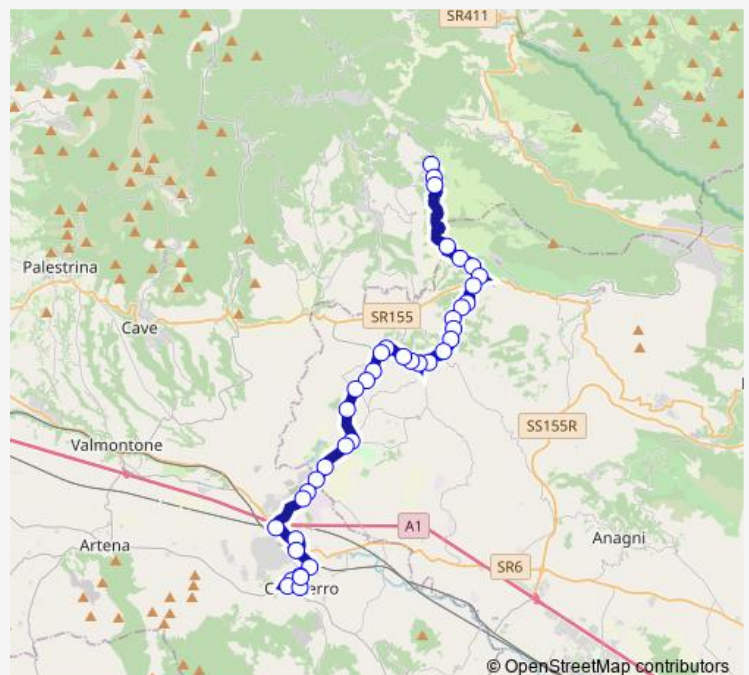 SR411
Palestrina
SR155
Cave
SS155R
Valmontone
A1
Anagni
Artena
SR6
© OpenStreetMap contributors